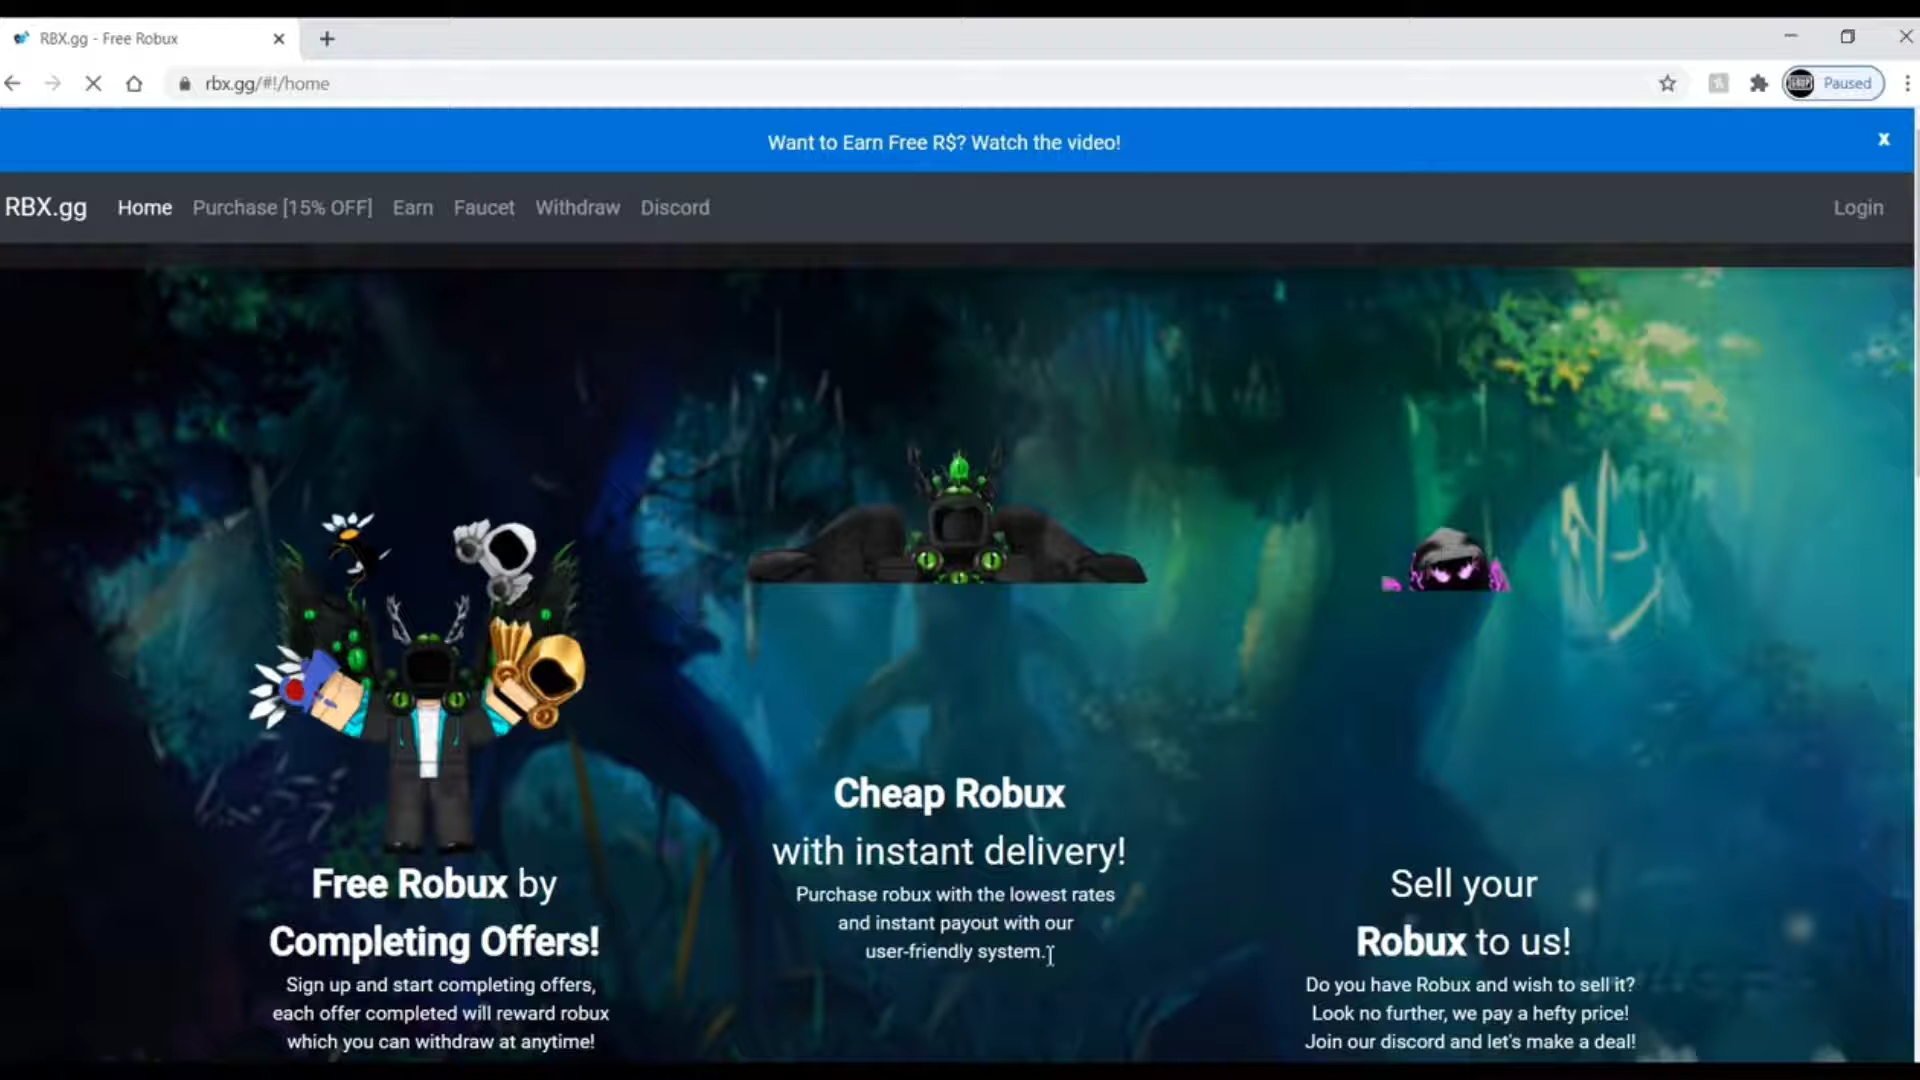 RBX.gg - Free Robux
rbx.gg/#!/home
Paused
Want to Earn Free R$? Watch the video!
x
RBX.gg Home Purchase [15% OFF] Earn Faucet Withdraw Discord Login
Free Robux by
Completing Offers!
Sign up and start completing offers,
each offer completed will reward robux
which you can withdraw at anytime!
Cheap Robux
with instant delivery!
Purchase robux with the lowest rates
and instant payout with our
user-friendly system.
Sell your
Robux to us!
Do you have Robux and wish to sell it?
Look no further, we pay a hefty price!
Join our discord and let's make a deal!